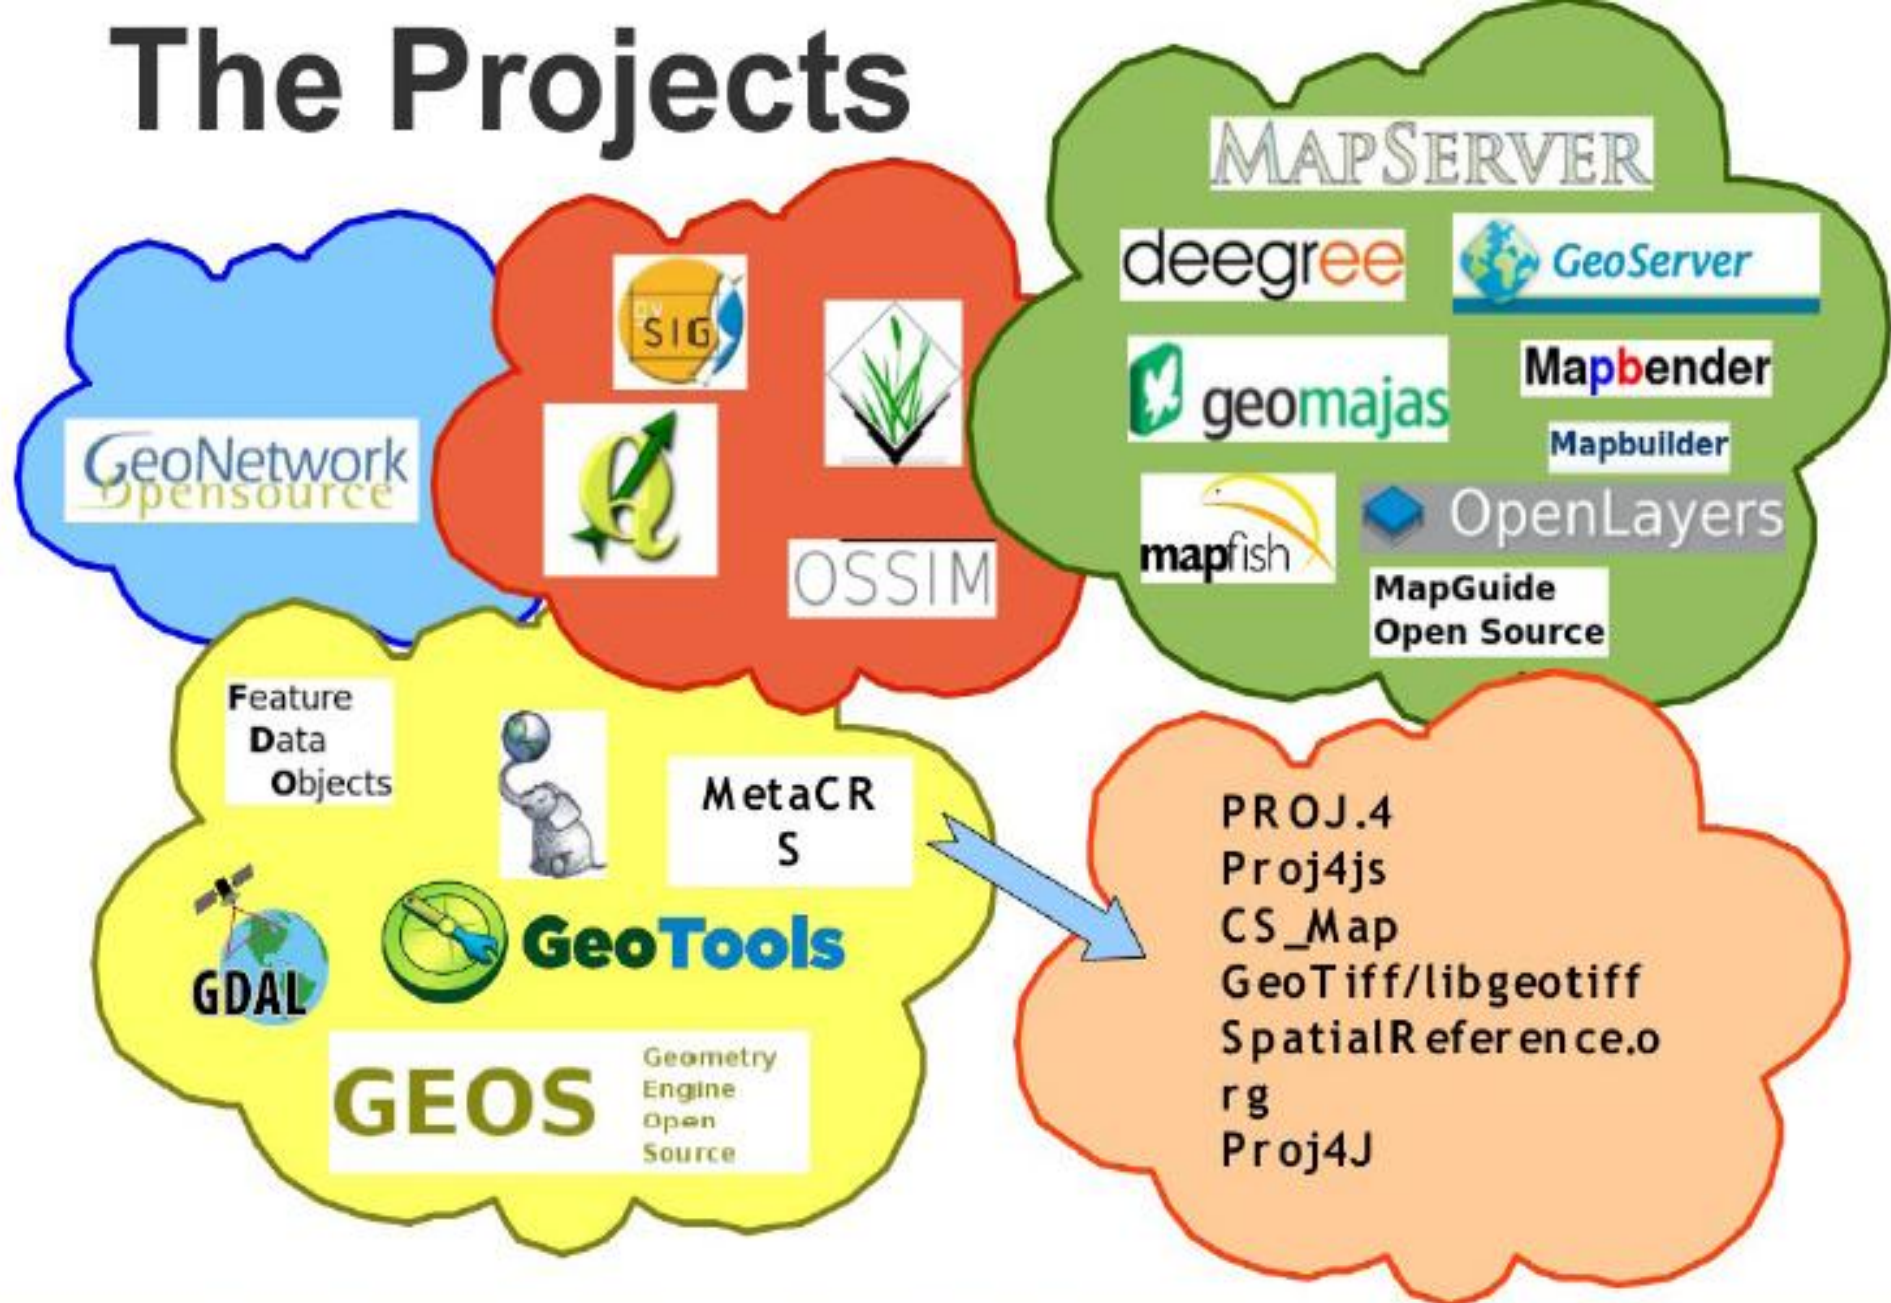 The Projects
MAPSERVER
deegree
GeoServer
geomajas
Mapbender
Mapbuilder
mapfish
OpenLayers
MapGuide
Open Source
gv
SIG
Q
OSSIM
GeoNetwork
Opensource
Feature
Data
Objects
MetaCR
S
GDAL
GeoTools
GEOS
Geometry
Engine
Open
Source
PROJ.4
Proj4js
CS_Map
GeoTiff/libgeotiff
SpatialReference.o
rg
Proj4J